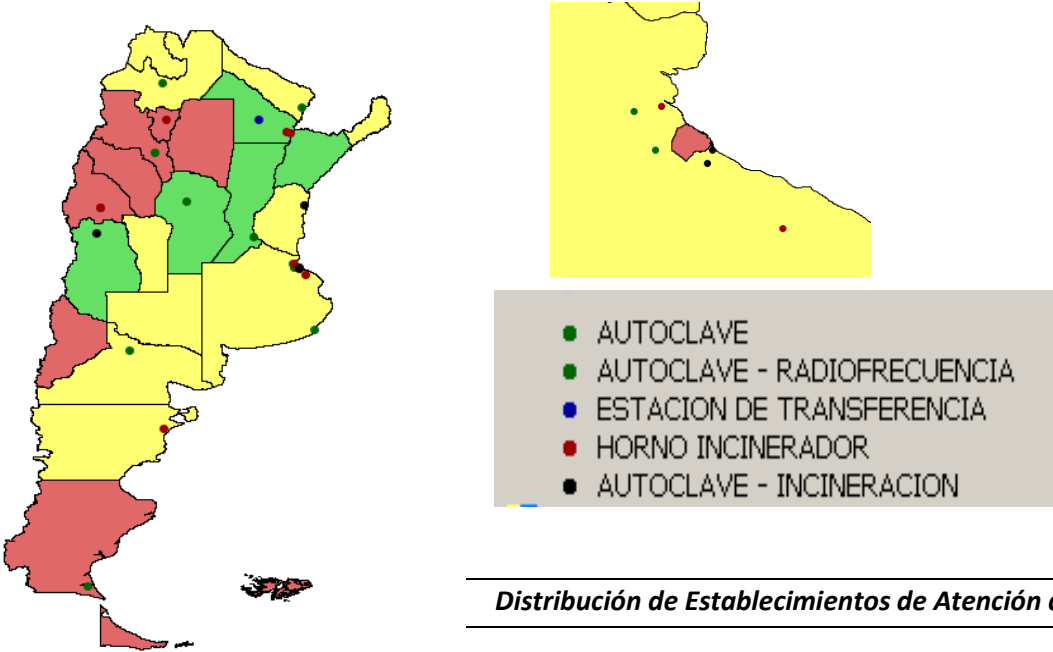 AUTOCLAVE
AUTOCLAVE - RADIOFRECUENCIA
ESTACION DE TRANSFERENCIA
HORNO INCINERADOR
AUTOCLAVE - INCINERACION
Distribución de Establecimientos de Atención